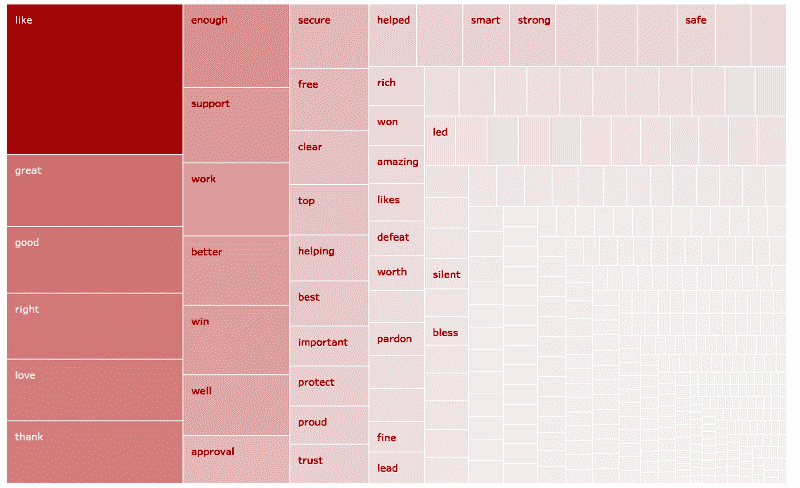 like
great
good
right
love
thank
enough
support
work
better
win
well
approval
secure
free
clear
top
helping
best
important
protect
proud
trust
helped
rich
won
amazing
likes
defeat
worth
pardon
fine
lead
smart
strong
safe
led
silent
bless